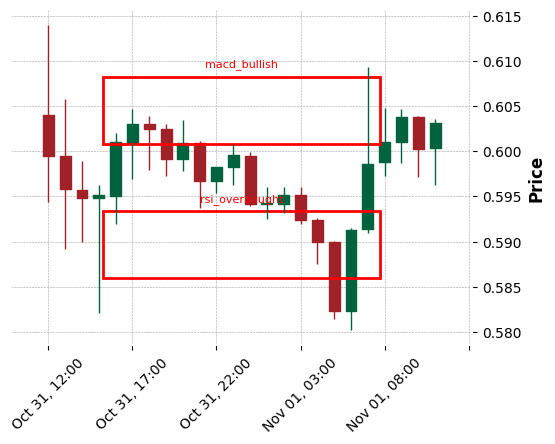 0.615
macd_bullish
0.610
0.605
0.600
Price
0.595
0.590
0.585
0.580
Oct 31, 12:00
Oct 31, 17:00
Oct 31, 22:00
Nov 01, 03:00
Nov 01, 08:00